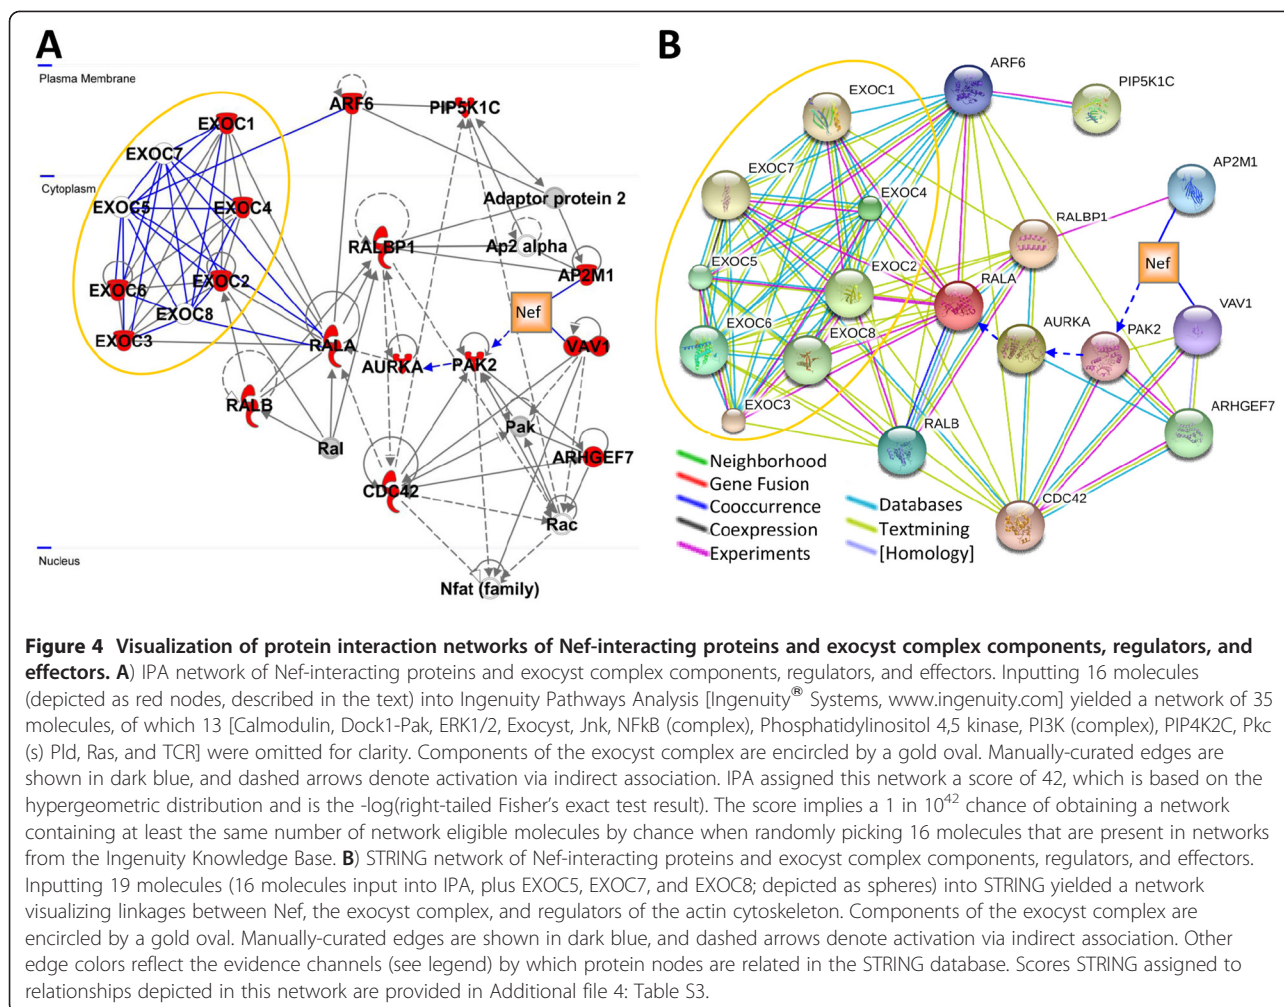 A
Plasma Membrane
ARF6
PIP5K1C
EXOC1
EXOC7
Cytoplasm
EXOC5
EXOC4
Adaptor protein 2
RALBP1
Ap2 alpha
EXOC2
AP2M1
EXOC6
EXOC8
Nef
EXOC3
RALA
VAV1
AURKA
PAK2
RALB
Pak
Ral
ARHGEF7
CDC42
Rac
Nucleus
Nfat (family)
B
ARF6
PIP5K1C
EXOC1
AP2M1
EXOC7
EXOC4
RALBP1
EXOC5
EXOC2
RALA
Nef
VAV1
EXOC6
EXOC8
AURKA
PAK2
EXOC3
RALB
ARHGEF7
CDC42
Neighborhood
Gene Fusion
Cooccurrence
Coexpression
Experiments
Databases
Textmining
[Homology]
Figure 4 Visualization of protein interaction networks of Nef-interacting proteins and exocyst complex components, regulators, and
effectors. A) IPA network of Nef-interacting proteins and exocyst complex components, regulators, and effectors. Inputting 16 molecules
(depicted as red nodes, described in the text) into Ingenuity Pathways Analysis [Ingenuity® Systems, www.ingenuity.com] yielded a network of 35
molecules, of which 13 [Calmodulin, Dock1-Pak, ERK1/2, Exocyst, Jnk, NFkB (complex), Phosphatidylinositol 4,5 kinase, PI3K (complex), PIP4K2C, Pkc
(s) Pld, Ras, and TCR] were omitted for clarity. Components of the exocyst complex are encircled by a gold oval. Manually-curated edges are
shown in dark blue, and dashed arrows denote activation via indirect association. IPA assigned this network a score of 42, which is based on the
hypergeometric distribution and is the -log(right-tailed Fisher's exact test result). The score implies a 1 in 10⁴² chance of obtaining a network
containing at least the same number of network eligible molecules by chance when randomly picking 16 molecules that are present in networks
from the Ingenuity Knowledge Base. B) STRING network of Nef-interacting proteins and exocyst complex components, regulators, and effectors.
Inputting 19 molecules (16 molecules input into IPA, plus EXOC5, EXOC7, and EXOC8; depicted as spheres) into STRING yielded a network
visualizing linkages between Nef, the exocyst complex, and regulators of the actin cytoskeleton. Components of the exocyst complex are
encircled by a gold oval. Manually-curated edges are shown in dark blue, and dashed arrows denote activation via indirect association. Other
edge colors reflect the evidence channels (see legend) by which protein nodes are related in the STRING database. Scores STRING assigned to
relationships depicted in this network are provided in Additional file 4: Table S3.